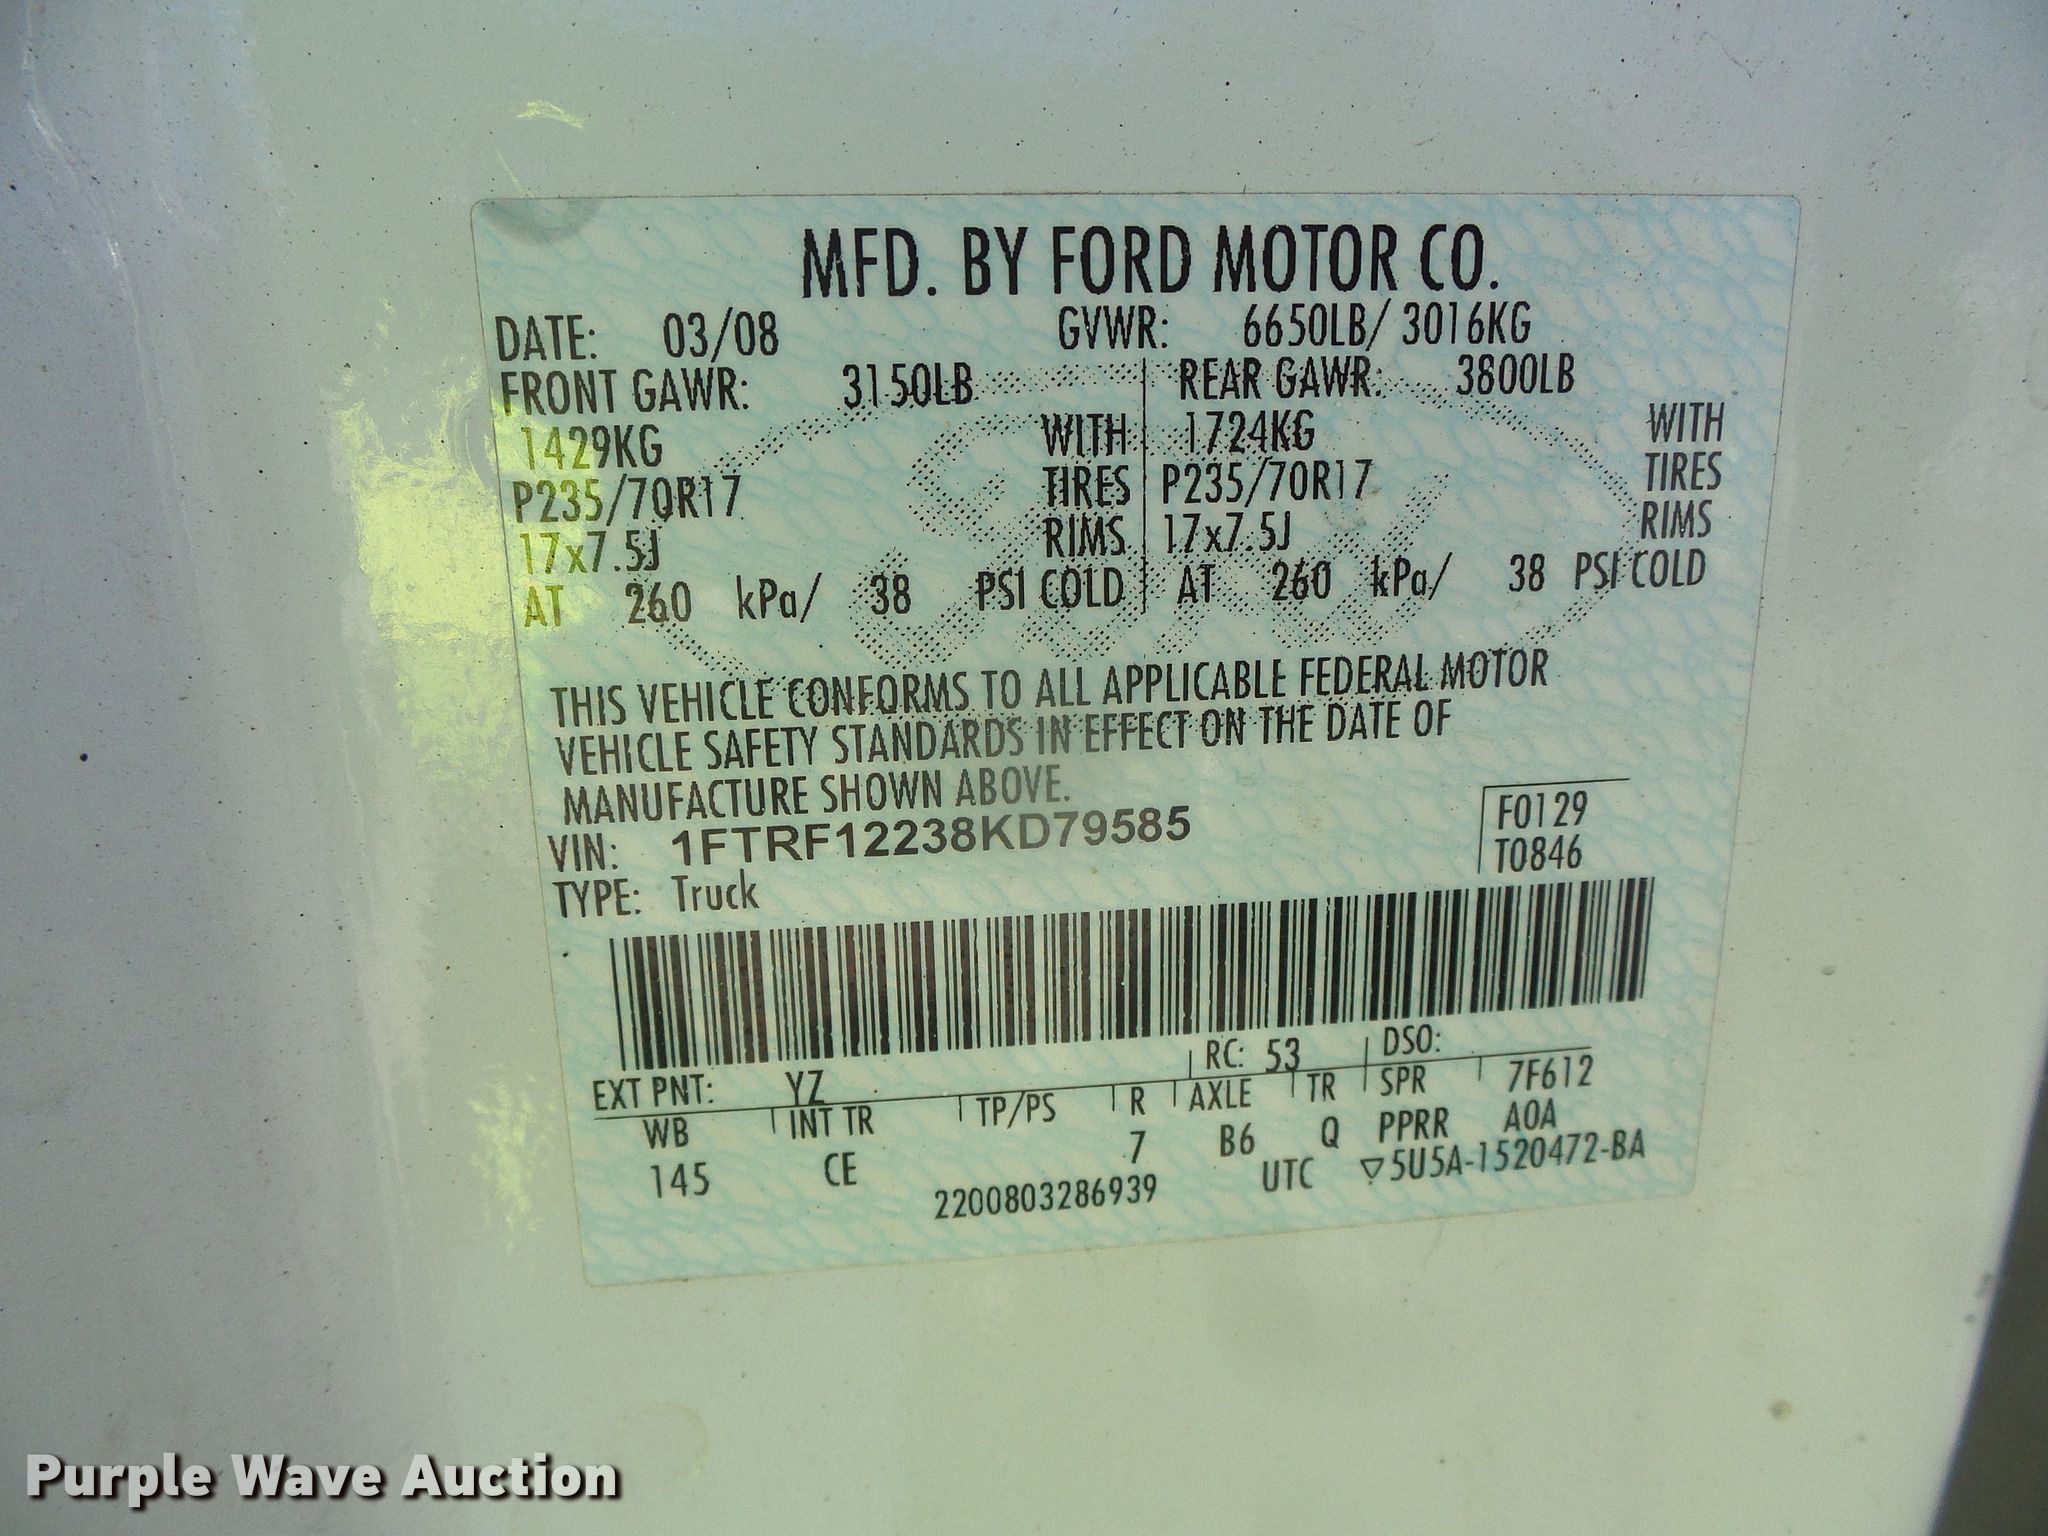 MFD. BY FORD MOTOR CO.
DATE: 03/08 GVWR: 6650LB/ 3016KG
FRONT GAWR: 3150LB REAR GAWR: 3800LB
1429KG WITH 1724KG WITH
P235/70R17 TIRES P235/70R17 TIRES
17x7.5J RIMS 17x7.5J RIMS
AT 260 kPa/ 38 PSI COLD AT 260 kPa/ 38 PSI COLD
THIS VEHICLE CONFORMS TO ALL APPLICABLE FEDERAL MOTOR
VEHICLE SAFETY STANDARDS IN EFFECT ON THE DATE OF
MANUFACTURE SHOWN ABOVE.
VIN: 1FTRF12238KD79585 F0129
TYPE: Truck T0846
EXT PNT: YZ RC: 53 DSO:
WB INT TR TP/PS R AXLE TR SPR 7F612
145 CE 7 B6 Q PPRR A0A
2200803286939 UTC ▽5U5A-1520472-BA
Purple Wave Auction